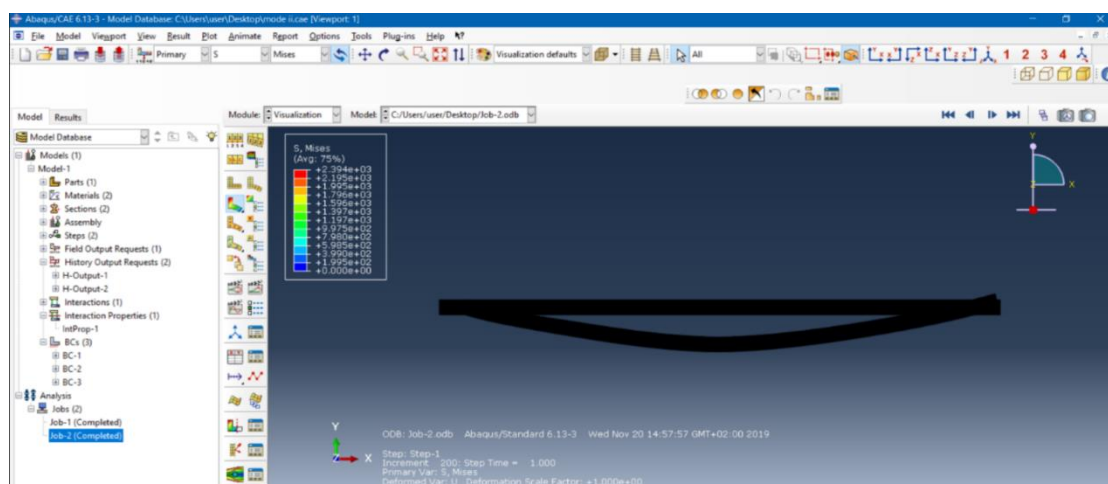 Abaqus/CAE 6.13-3 - Model Database: C:\Users\user\Desktop\mode ii.cae [Viewport: 1]
File Model Viewport View Result Plot Animate Report Options Tools Plug-ins Help
Primary S Mises Visualization defaults All 1 2 3 4
Model Results Module: Visualization Model: C:/Users/user/Desktop/Job-2.odb
Model Database
Models (1)
Model-1
Parts (1)
Materials (2)
Sections (2)
Assembly
Steps (2)
Field Output Requests (1)
History Output Requests (2)
H-Output-1
H-Output-2
Interactions (1)
Interaction Properties (1)
IntProp-1
BCs (3)
BC-1
BC-2
BC-3
Analysis
Jobs (2)
Job-1 (Completed)
Job-2 (Completed)
S, Mises
(Avg: 75%)
+2.394e+03
+2.195e+03
+1.995e+03
+1.796e+03
+1.596e+03
+1.397e+03
+1.197e+03
+9.975e+02
+7.980e+02
+5.985e+02
+3.990e+02
+1.995e+02
+0.000e+00
Y
Z X
Y
X
ODB: Job-2.odb Abaqus/Standard 6.13-3 Wed Nov 20 14:57:57 GMT+02:00 2019
Step: Step-1
Increment 200: Step Time = 1.000
Primary Var: S, Mises
Deformed Var: U Deformation Scale Factor: +1.000e+00